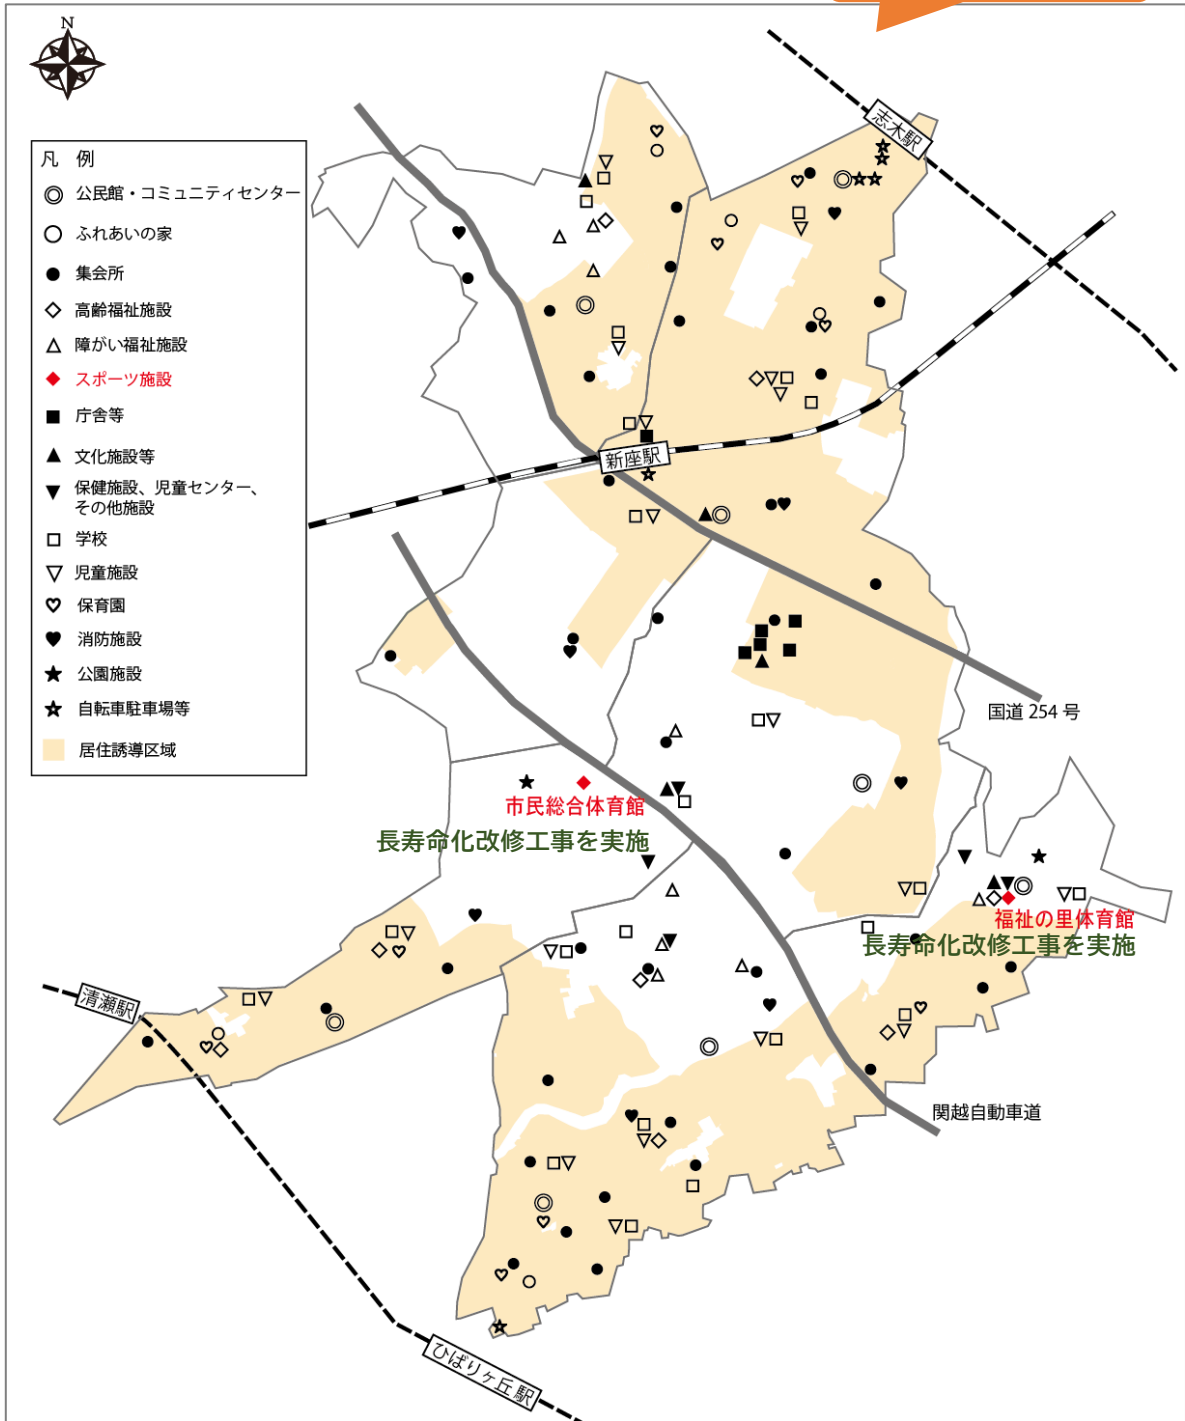 N
志木駅
凡 例
公民館・コミュニティセンター
ふれあいの家
集会所
高齢福祉施設
障がい福祉施設
スポーツ施設
庁舎等
文化施設等
保健施設、児童センター、
その他施設
学校
児童施設
保育園
消防施設
公園施設
自転車駐車場等
居住誘導区域
新座駅
国道 254 号
市民総合体育館
長寿命化改修工事を実施
福祉の里体育館
長寿命化改修工事を実施
清瀬駅
関越自動車道
ひばりヶ丘駅